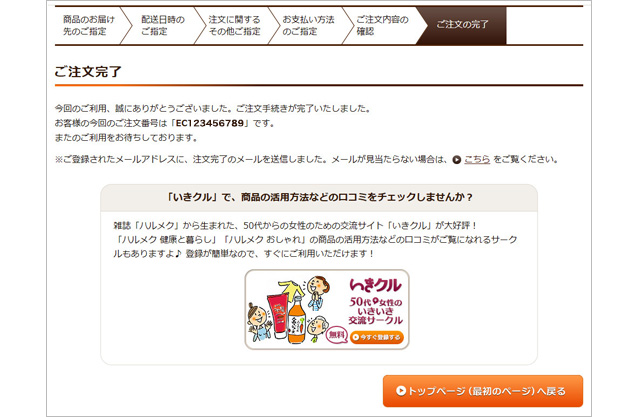 商品のお届け
先のご指定
配送日時の
ご指定
注文に関する
その他ご指定
お支払い方法
のご指定
ご注文内容の
確認
ご注文の完了
ご注文完了
今回のご利用、誠にありがとうございました。ご注文手続きが完了いたしました。
お客様の今回のご注文番号は「EC123456789」です。
またのご利用をお待ちしております。
※ご登録されたメールアドレスに、注文完了のメールを送信しました。メールが見当たらない場合は、こちら をご覧ください。
「いきクル」で、商品の活用方法などの口コミをチェックしませんか？
雑誌「ハルメク」から生まれた、50代からの女性のための交流サイト「いきクル」が大好評！
「ハルメク 健康と暮らし」「ハルメク おしゃれ」の商品の活用方法などの口コミがご覧になれるサーク
ルもありますよ♪ 登録が簡単なので、すぐにご利用いただけます！
いきクル
50代女性の
いきいき
交流サークル
無料
今すぐ登録する
トップページ（最初のページ）へ戻る